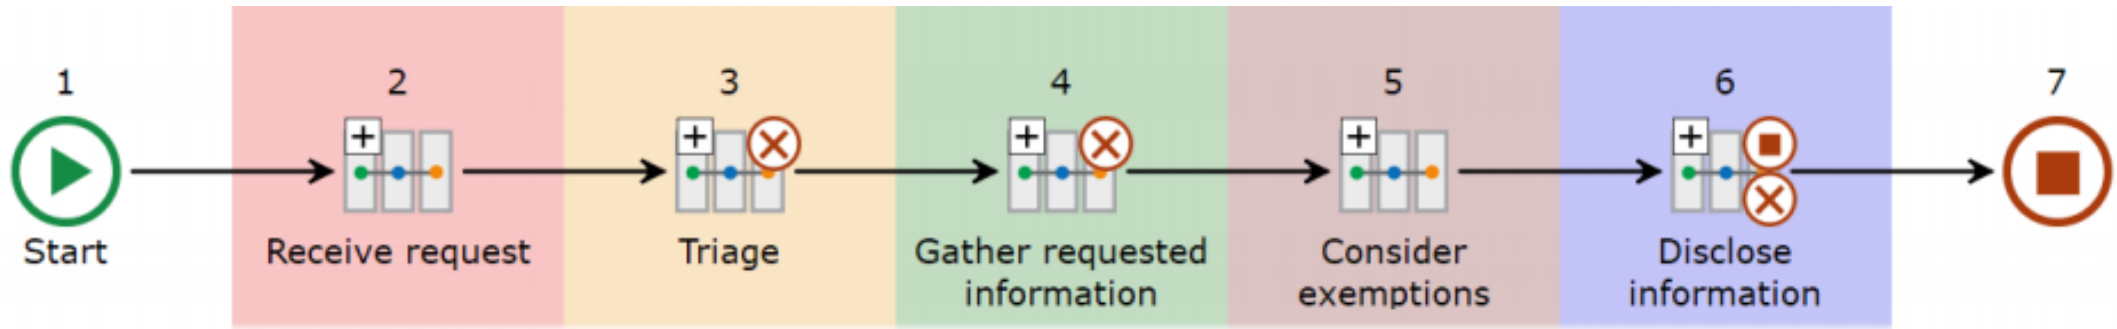 1
2
3
4
5
6
7
Start
Receive request
Triage
Gather requested
information
Consider
exemptions
Disclose
information